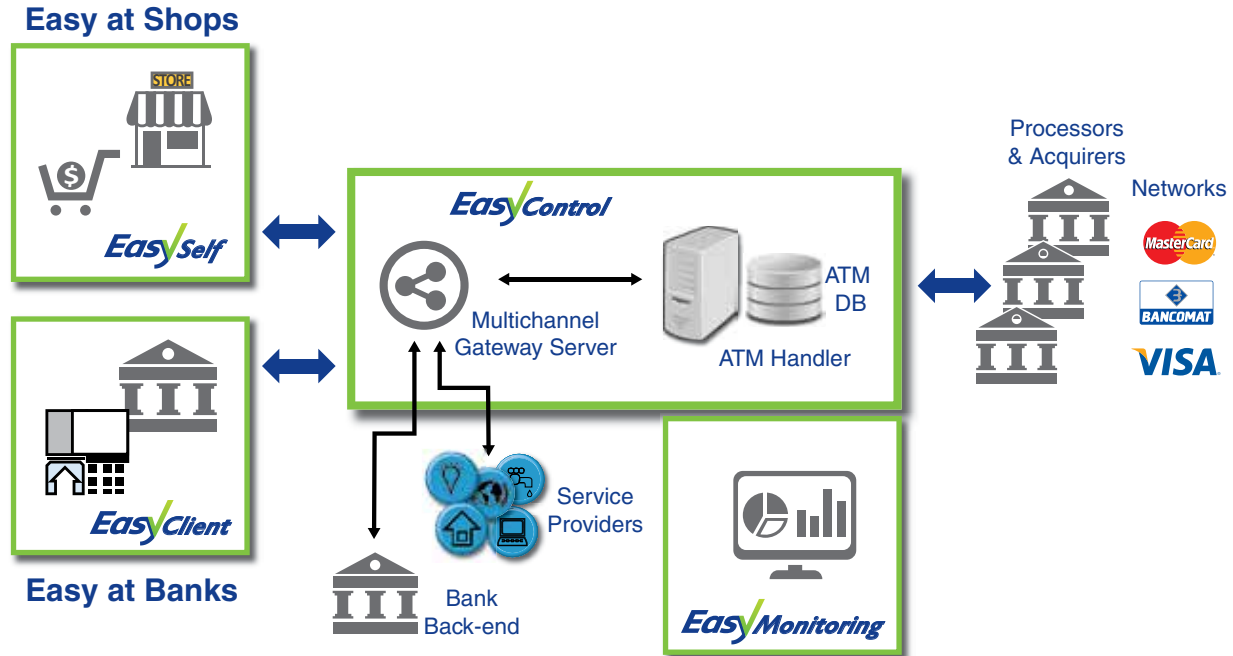 Easy at Shops
STORE
$
EasySelf
EasyClient
Easy at Banks
EasyControl
Multichannel
Gateway Server
ATM
DB
ATM Handler
Service
Providers
Bank
Back-end
EasyMonitoring
Processors
& Acquirers
Networks
MasterCard
3
BANCOMAT
VISA